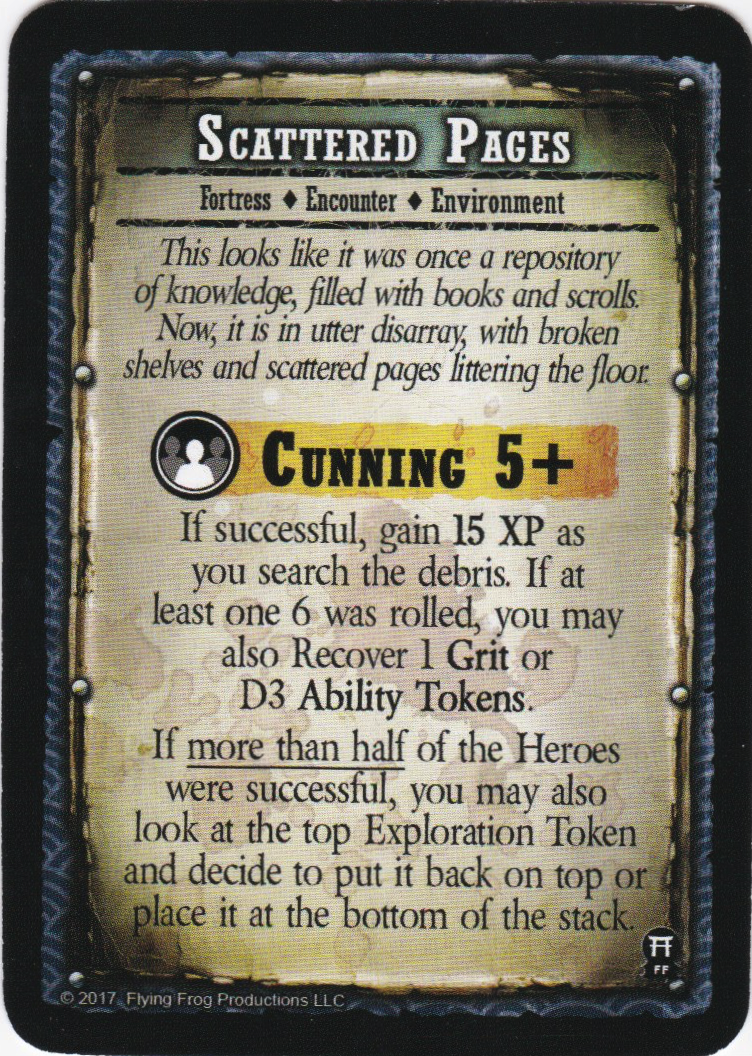 Scattered Pages
Fortress ♦ Encounter ♦ Environment
This looks like it was once a repository
of knowledge, filled with books and scrolls.
Now, it is in utter disarray, with broken
shelves and scattered pages littering the floor.
Cunning 5+
If successful, gain 15 XP as
you search the debris. If at
least one 6 was rolled, you may
also Recover 1 Grit or
D3 Ability Tokens.
If more than half of the Heroes
were successful, you may also
look at the top Exploration Token
and decide to put it back on top or
place it at the bottom of the stack.
FF
© 2017 Flying Frog Productions LLC